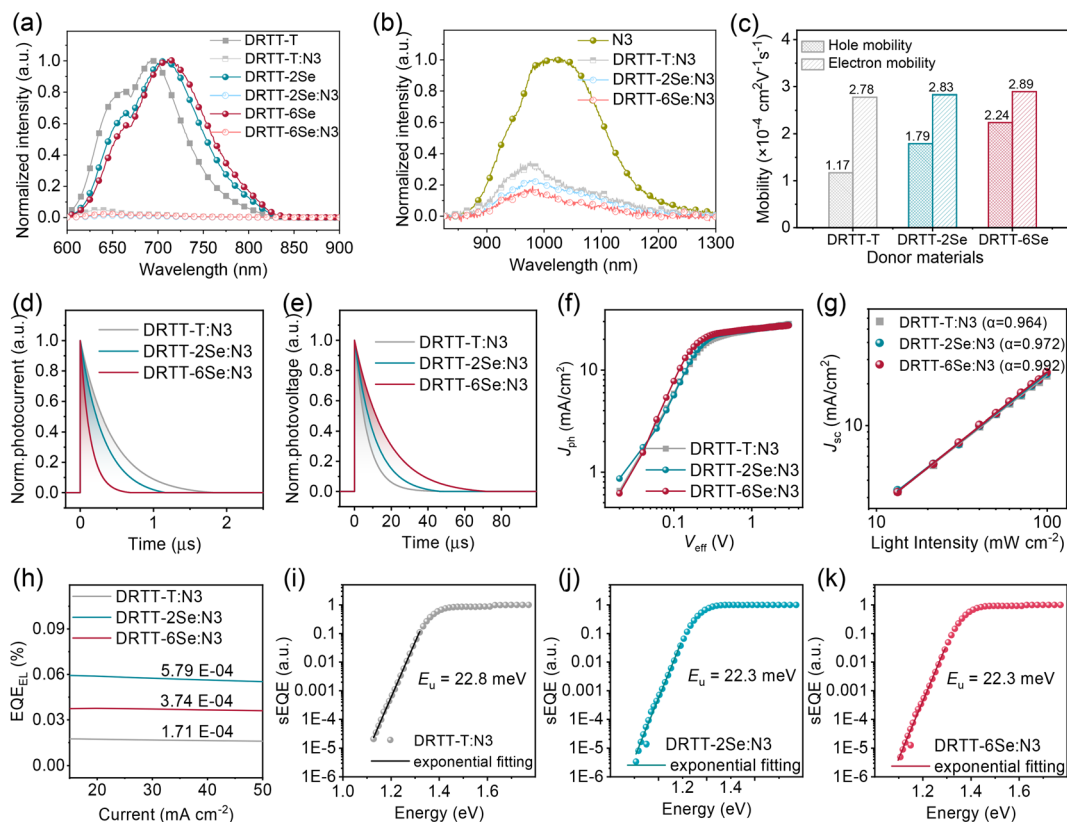 (a)
Normalized intensity (a.u.)
1.0
0.8
0.6
0.4
0.2
0.0
DRTT-T
DRTT-T:N3
DRTT-2Se
DRTT-2Se:N3
DRTT-6Se
DRTT-6Se:N3
600 650 700 750 800 850 900
Wavelength (nm)
(b)
Normalized intensity (a.u.)
1.0
0.8
0.6
0.4
0.2
0.0
N3
DRTT-T:N3
DRTT-2Se:N3
DRTT-6Se:N3
900 1000 1100 1200 1300
Wavelength (nm)
(c)
Mobility (×10⁻⁴ cm²V⁻¹s⁻¹)
4
3
2
1
0
Hole mobility
Electron mobility
1.17
2.78
1.79
2.83
2.24
2.89
DRTT-T DRTT-2Se DRTT-6Se
Donor materials
(d)
Norm.photocurrent (a.u.)
1.0
0.8
0.6
0.4
0.2
0.0
DRTT-T:N3
DRTT-2Se:N3
DRTT-6Se:N3
0 1 2
Time (μs)
(e)
Norm.photovoltage (a.u.)
1.0
0.8
0.6
0.4
0.2
0.0
DRTT-T:N3
DRTT-2Se:N3
DRTT-6Se:N3
0 20 40 60 80
Time (μs)
(f)
Jph (mA/cm²)
10
1
DRTT-T:N3
DRTT-2Se:N3
DRTT-6Se:N3
0.1 1
Veff (V)
(g)
Jsc (mA/cm²)
10
DRTT-T:N3 (α=0.964)
DRTT-2Se:N3 (α=0.972)
DRTT-6Se:N3 (α=0.992)
10 100
Light Intensity (mW cm⁻²)
(h)
EQEEL (%)
0.09
0.06
0.03
0.00
DRTT-T:N3
DRTT-2Se:N3
DRTT-6Se:N3
5.79 E-04
3.74 E-04
1.71 E-04
20 30 40 50
Current (mA cm⁻²)
(i)
sEQE (a.u.)
1
0.1
0.01
0.001
1E-4
1E-5
1E-6
Eu = 22.8 meV
DRTT-T:N3
exponential fitting
1.0 1.2 1.4 1.6
Energy (eV)
(j)
sEQE (a.u.)
1
0.1
0.01
0.001
1E-4
1E-5
1E-6
Eu = 22.3 meV
DRTT-2Se:N3
exponential fitting
1.2 1.4
Energy (eV)
(k)
sEQE (a.u.)
1
0.1
0.01
0.001
1E-4
1E-5
1E-6
Eu = 22.3 meV
DRTT-6Se:N3
exponential fitting
1.2 1.4 1.6
Energy (eV)